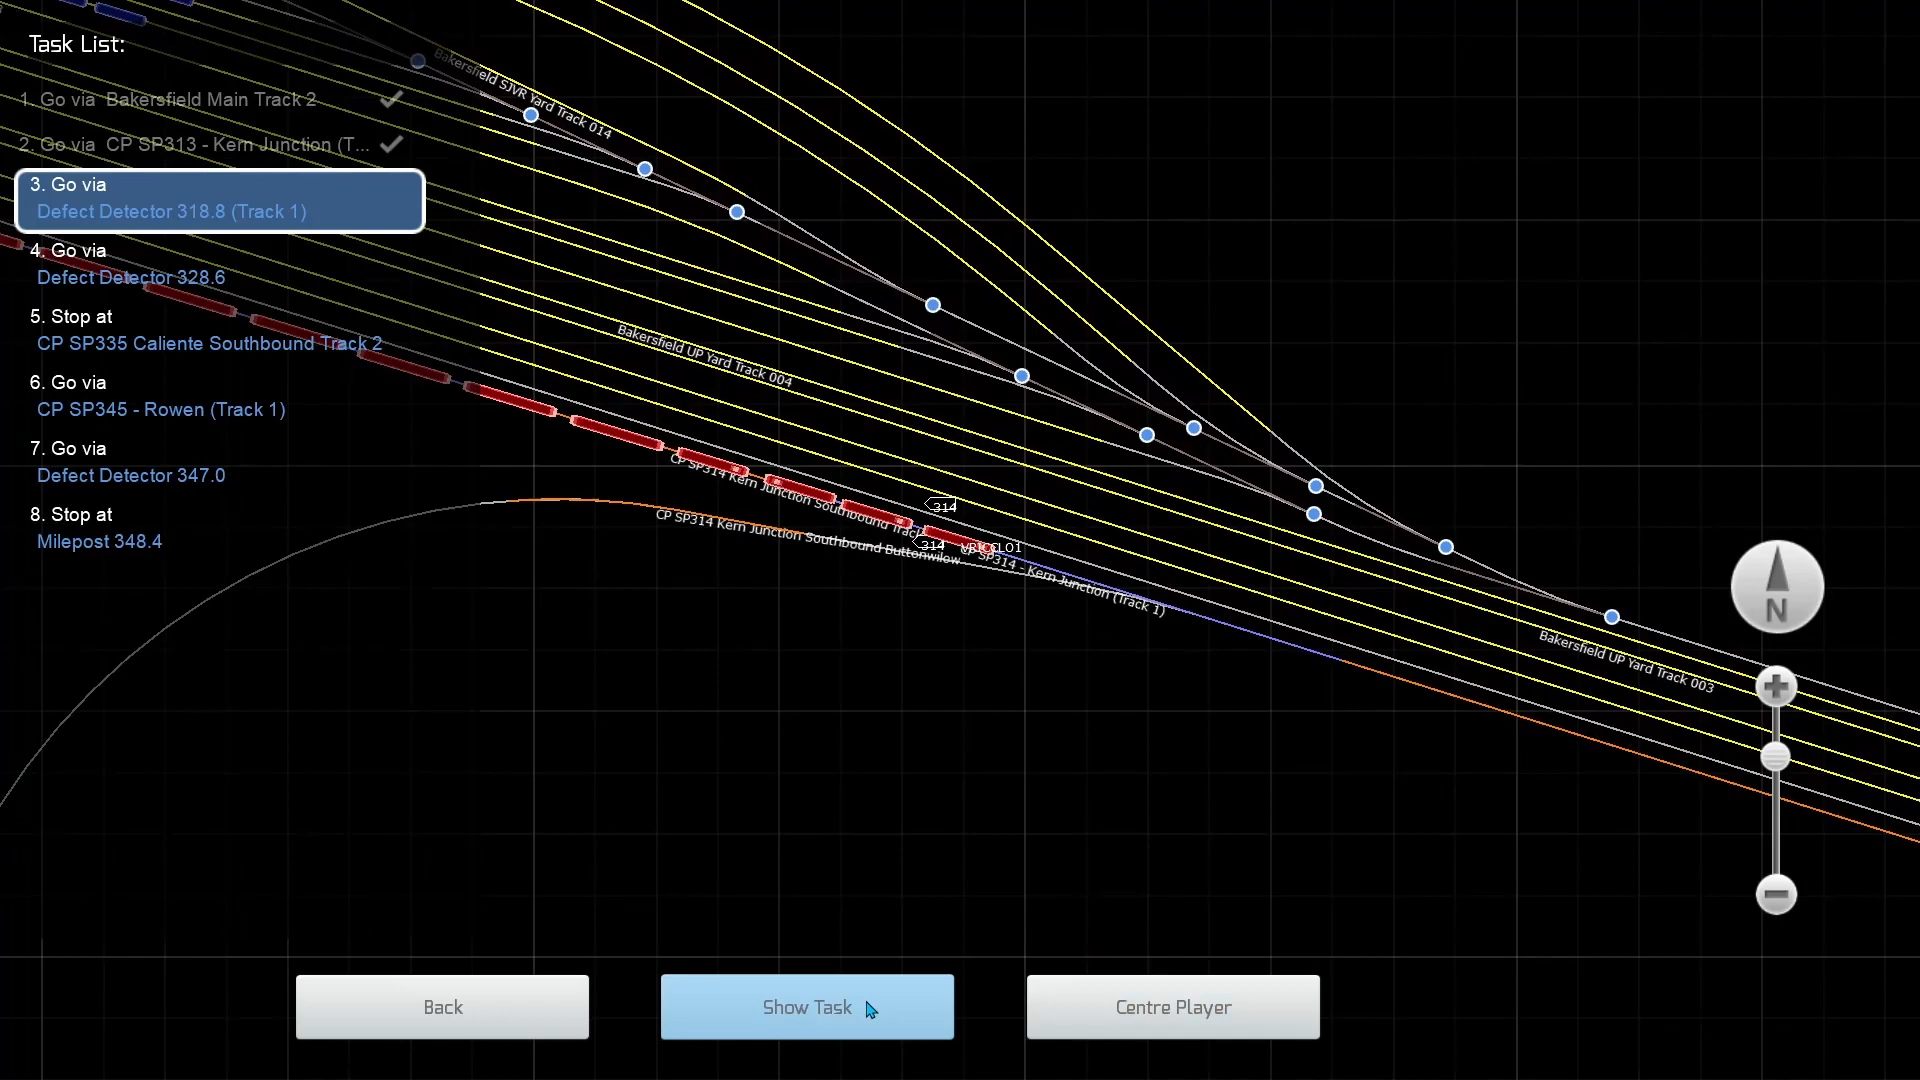 Task List:
1. Go via Bakersfield Main Track 2
2. Go via CP SP313 - Kern Junction (T...
3. Go via
Defect Detector 318.8 (Track 1)
4. Go via
Defect Detector 328.6
5. Stop at
CP SP335 Caliente Southbound Track 2
6. Go via
CP SP345 - Rowen (Track 1)
7. Go via
Defect Detector 347.0
8. Stop at
Milepost 348.4
Bakersfield SJVR Yard Track 014
Bakersfield UP Yard Track 004
CP SP314 Kern Junction Southbound Track
314
CP SP314 Kern Junction Southbound Buttonwilow
314
CP SP314 - Kern Junction (Track 1)
Bakersfield UP Yard Track 003
N
Back
Show Task
Centre Player